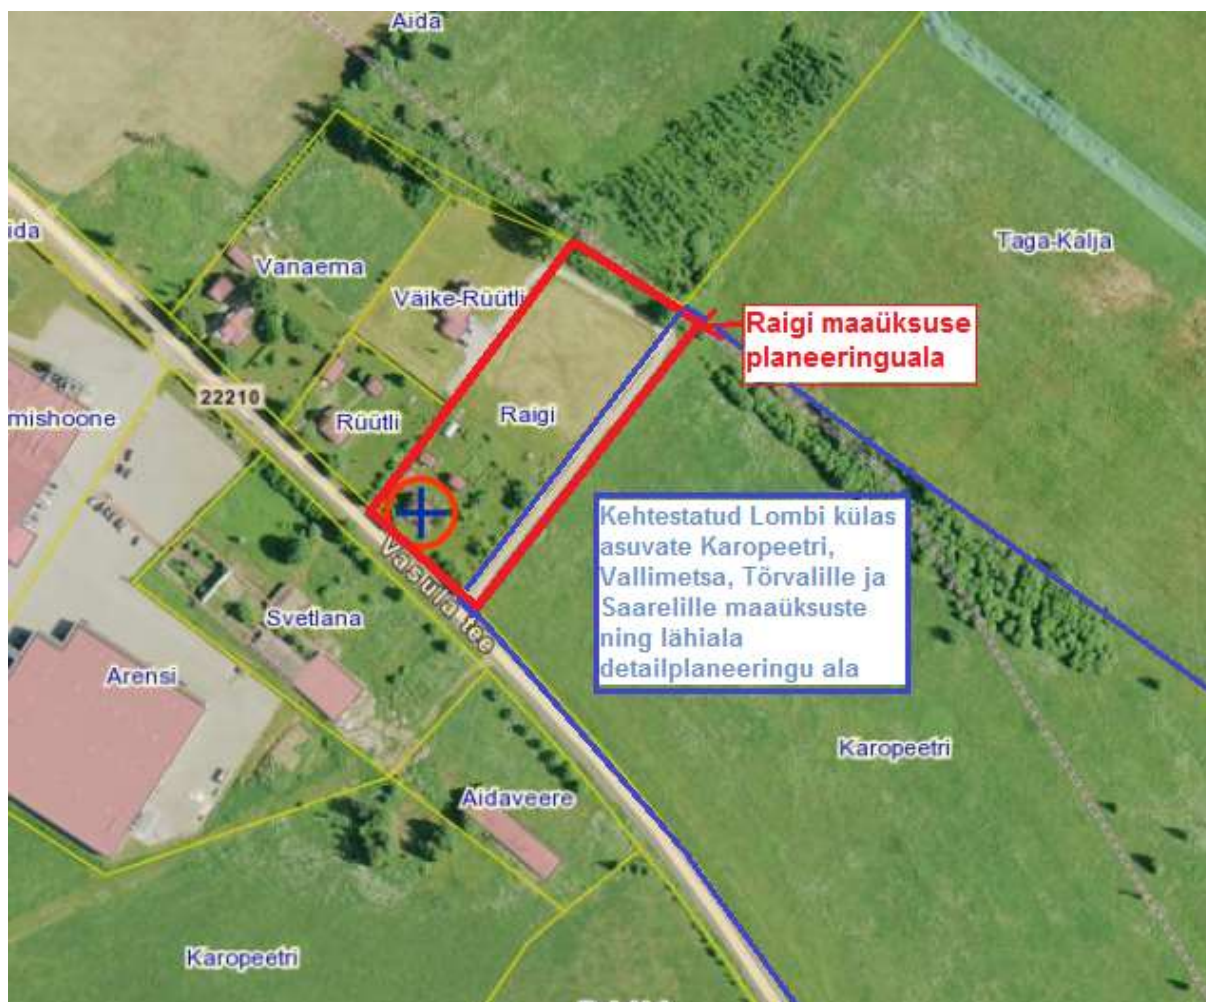 Aida
Taga-Kalja
ida
Vanaema
Väike-Rüütli
Raigi maaüksuse
planeeringuala
22210
mishoone
Rüütli
Raigi
Kehtestatud Lombi külas
asuvate Karopeetri,
Vallimetsa, Tõrvalille ja
Saarelille maaüksuste
ning lähiala
detailplaneeringu ala
Vasula tee
Svetlana
Arensi
Karopeetri
Aidaveere
Karopeetri